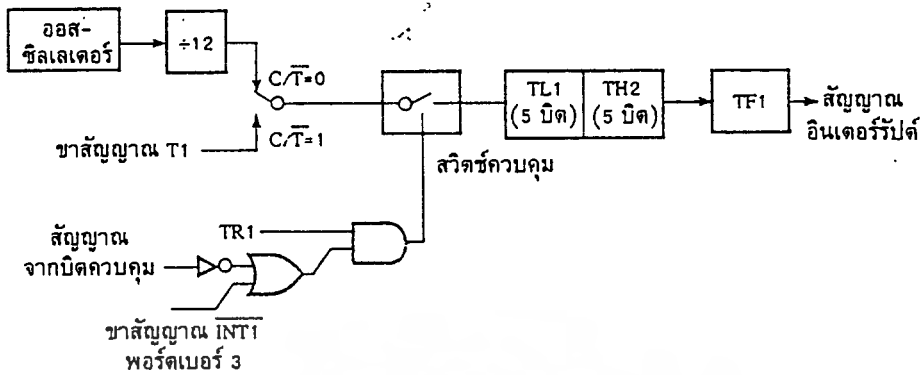 ออส-
ซิลเลเตอร์
÷12
C/T̅=0
C/T̅=1
ขาสัญญาณ T1
TL1
(5 บิต)
TH2
(5 บิต)
TF1
สัญญาณ
อินเตอร์รัปต์
สวิตซ์ควบคุม
TR1
สัญญาณ
จากบิตควบคุม
ขาสัญญาณ I̅N̅T̅1̅
พอร์ตเบอร์ 3